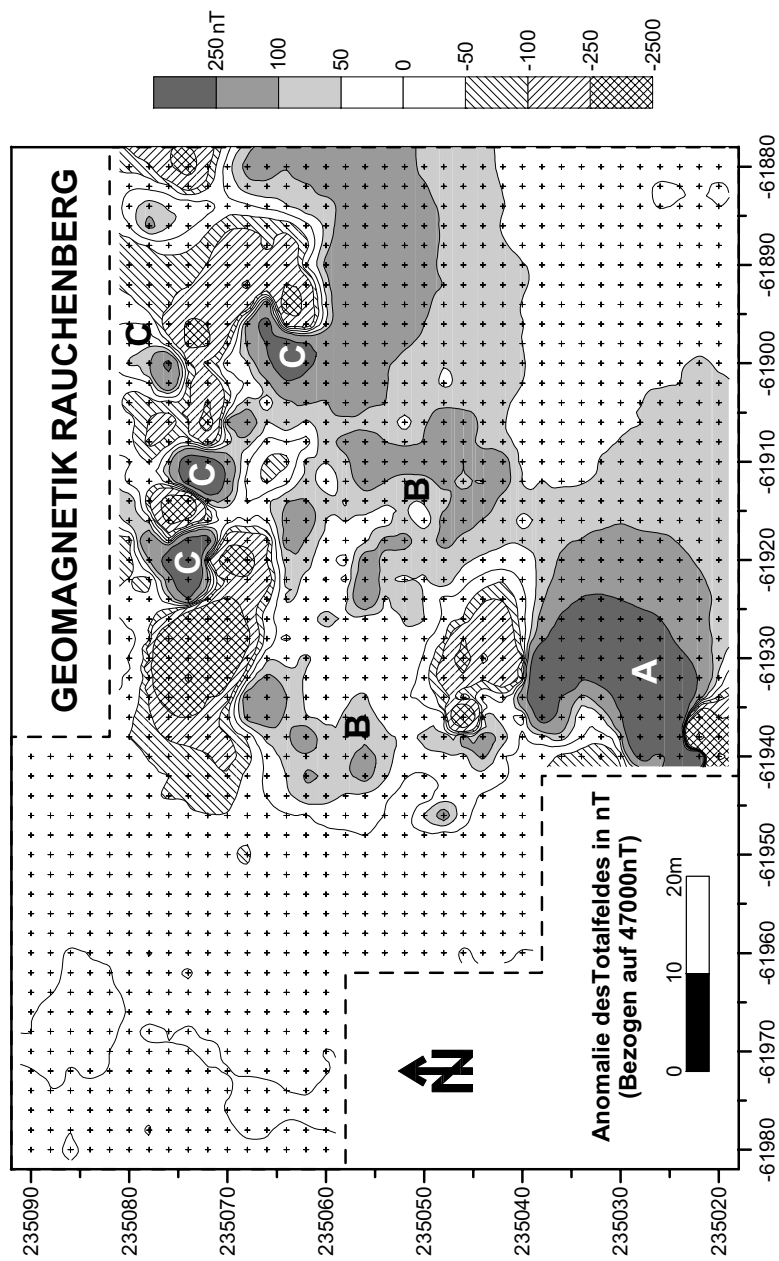 GEOMAGNETIK RAUCHENBERG
235090
235080
235070
235060
235050
235040
235030
235020
-61980
-61970
-61960
-61950
-61940
-61930
-61920
-61910
-61900
-61890
-61880
C
C
C
C
B
B
A
N
Anomalie des Totalfeldes in nT
(Bezogen auf 47000nT)
0 10 20m
250 nT
100
50
0
-50
-100
-250
-2500